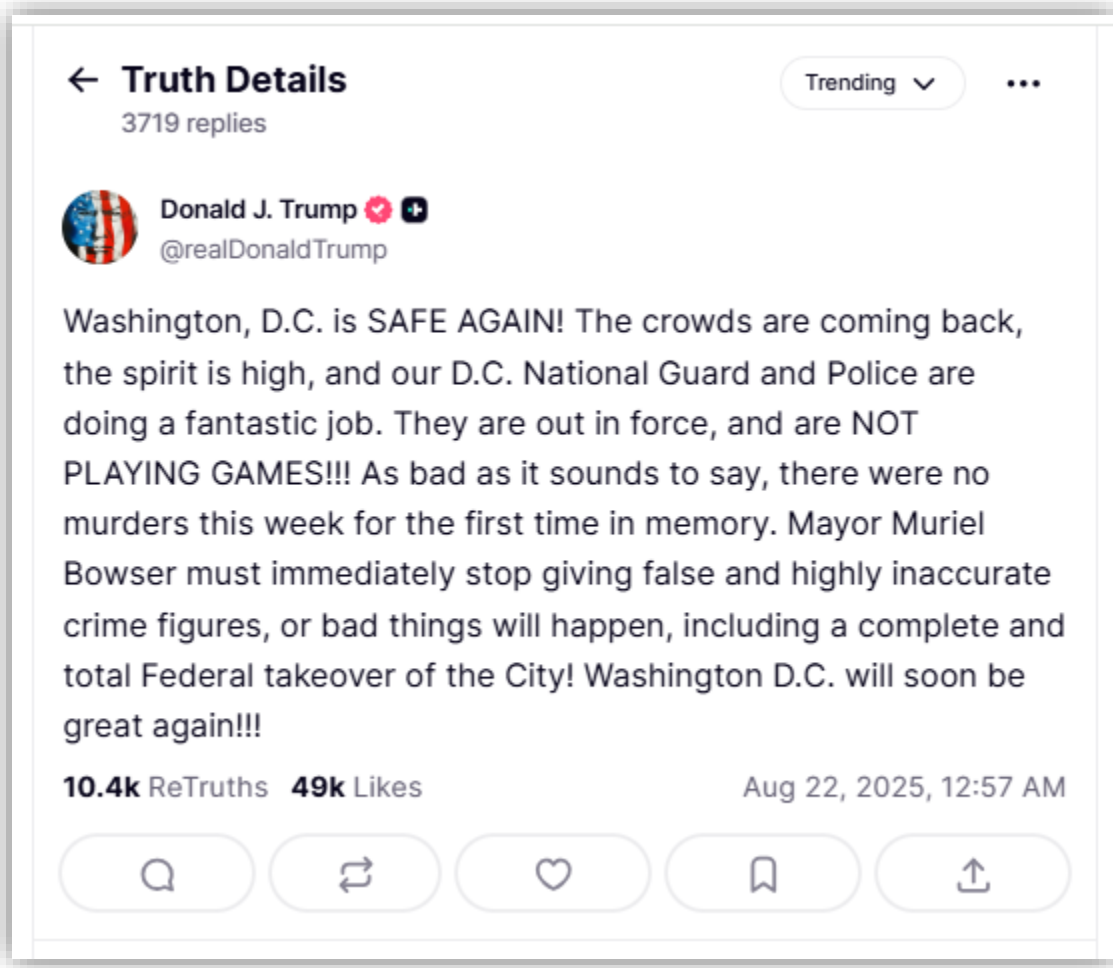 Truth Details
Trending
3719 replies
Donald J. Trump
@realDonaldTrump
Washington, D.C. is SAFE AGAIN! The crowds are coming back,
the spirit is high, and our D.C. National Guard and Police are
doing a fantastic job. They are out in force, and are NOT
PLAYING GAMES!!! As bad as it sounds to say, there were no
murders this week for the first time in memory. Mayor Muriel
Bowser must immediately stop giving false and highly inaccurate
crime figures, or bad things will happen, including a complete and
total Federal takeover of the City! Washington D.C. will soon be
great again!!!
10.4k ReTruths 49k Likes Aug 22, 2025, 12:57 AM